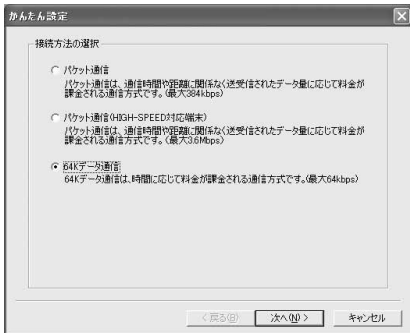 かんたん設定
接続方法の選択
パケット通信
パケット通信は、通信時間や距離に関係なく送受信されたデータ量に応じて料金が
課金される通信方式です。(最大384kbps)
パケット通信(HIGH-SPEED対応端末)
パケット通信は、通信時間や距離に関係なく送受信されたデータ量に応じて料金が
課金される通信方式です。(最大3.6Mbps)
64Kデータ通信
64Kデータ通信は、時間に応じて料金が課金される通信方式です。(最大64kbps)
< 戻る(B) 次へ(N) > キャンセル